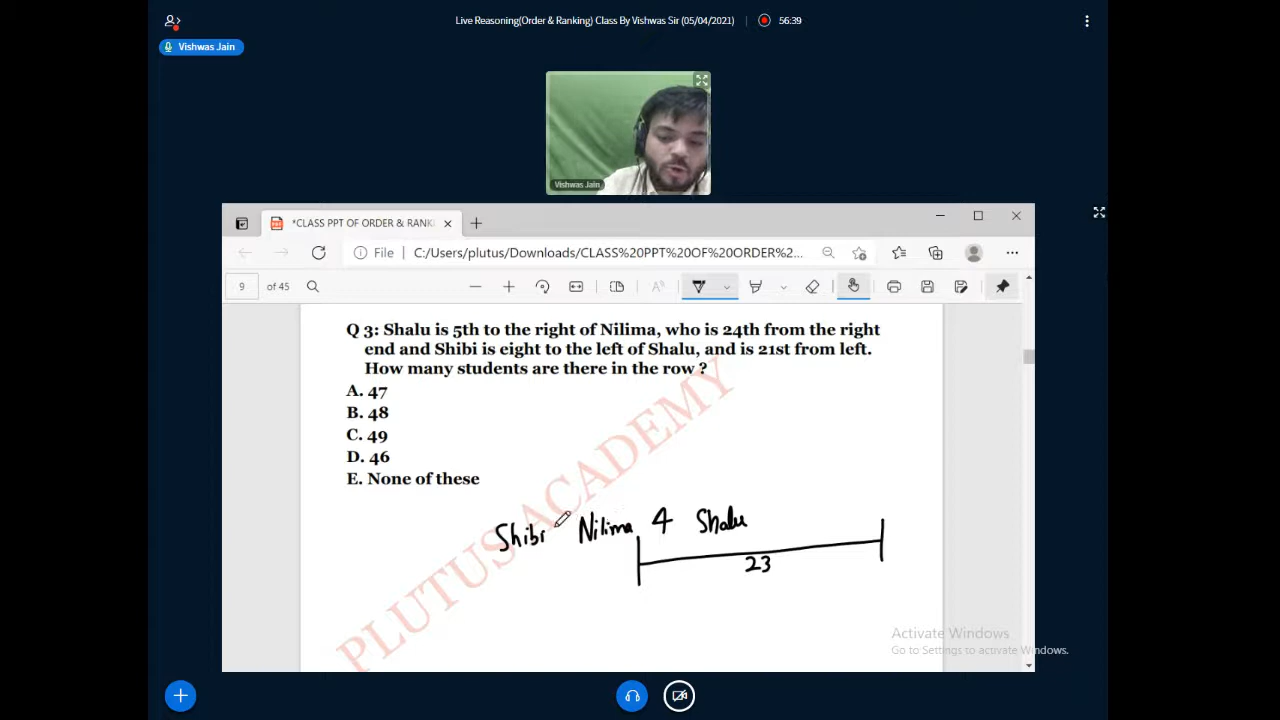 Live Reasoning(Order & Ranking) Class By Vishwas Sir (05/04/2021) 56:39
Vishwas Jain
Vishwas Jain
*CLASS PPT OF ORDER & RANKI
File C:/Users/plutus/Downloads/CLASS%20PPT%20OF%20ORDER%2...
9 of 45
Q 3: Shalu is 5th to the right of Nilima, who is 24th from the right
end and Shibi is eight to the left of Shalu, and is 21st from left.
How many students are there in the row ?
A. 47
B. 48
C. 49
D. 46
E. None of these
PLUTUS ACADEMY
Shibi Nilima 4 Shalu
23
Activate Windows
Go to Settings to activate Windows.